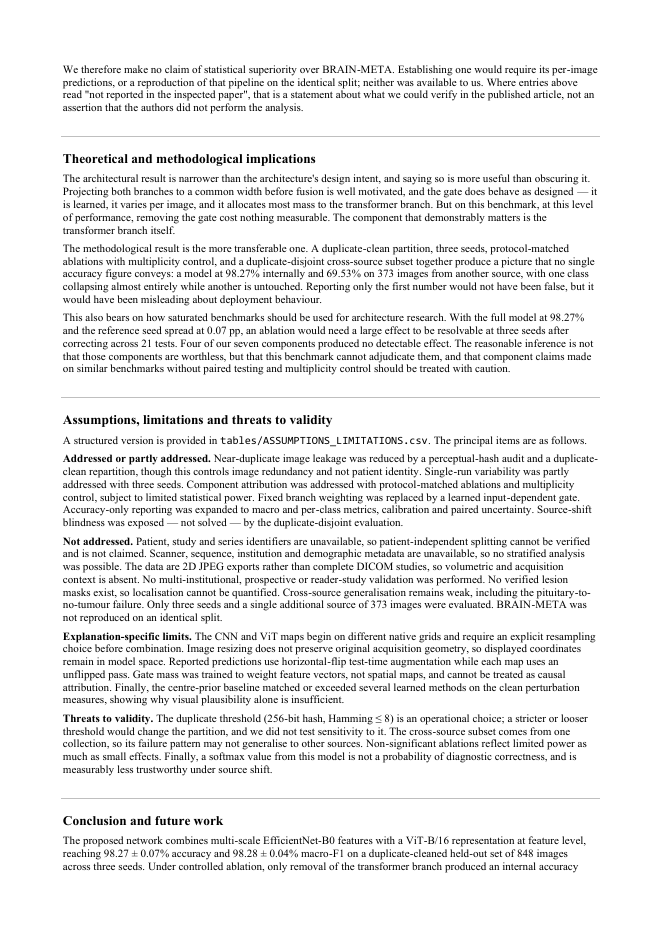 We therefore make no claim of statistical superiority over BRAIN-META. Establishing one would require its per-image
predictions, or a reproduction of that pipeline on the identical split; neither was available to us. Where entries above
read "not reported in the inspected paper", that is a statement about what we could verify in the published article, not an
assertion that the authors did not perform the analysis.
Theoretical and methodological implications
The architectural result is narrower than the architecture's design intent, and saying so is more useful than obscuring it.
Projecting both branches to a common width before fusion is well motivated, and the gate does behave as designed — it
is learned, it varies per image, and it allocates most mass to the transformer branch. But on this benchmark, at this level
of performance, removing the gate cost nothing measurable. The component that demonstrably matters is the
transformer branch itself.
The methodological result is the more transferable one. A duplicate-clean partition, three seeds, protocol-matched
ablations with multiplicity control, and a duplicate-disjoint cross-source subset together produce a picture that no single
accuracy figure conveys: a model at 98.27% internally and 69.53% on 373 images from another source, with one class
collapsing almost entirely while another is untouched. Reporting only the first number would not have been false, but it
would have been misleading about deployment behaviour.
This also bears on how saturated benchmarks should be used for architecture research. With the full model at 98.27%
and the reference seed spread at 0.07 pp, an ablation would need a large effect to be resolvable at three seeds after
correcting across 21 tests. Four of our seven components produced no detectable effect. The reasonable inference is not
that those components are worthless, but that this benchmark cannot adjudicate them, and that component claims made
on similar benchmarks without paired testing and multiplicity control should be treated with caution.
Assumptions, limitations and threats to validity
A structured version is provided in tables/ASSUMPTIONS_LIMITATIONS.csv. The principal items are as follows.
Addressed or partly addressed. Near-duplicate image leakage was reduced by a perceptual-hash audit and a duplicate-
clean repartition, though this controls image redundancy and not patient identity. Single-run variability was partly
addressed with three seeds. Component attribution was addressed with protocol-matched ablations and multiplicity
control, subject to limited statistical power. Fixed branch weighting was replaced by a learned input-dependent gate.
Accuracy-only reporting was expanded to macro and per-class metrics, calibration and paired uncertainty. Source-shift
blindness was exposed — not solved — by the duplicate-disjoint evaluation.
Not addressed. Patient, study and series identifiers are unavailable, so patient-independent splitting cannot be verified
and is not claimed. Scanner, sequence, institution and demographic metadata are unavailable, so no stratified analysis
was possible. The data are 2D JPEG exports rather than complete DICOM studies, so volumetric and acquisition
context is absent. No multi-institutional, prospective or reader-study validation was performed. No verified lesion
masks exist, so localisation cannot be quantified. Cross-source generalisation remains weak, including the pituitary-to-
no-tumour failure. Only three seeds and a single additional source of 373 images were evaluated. BRAIN-META was
not reproduced on an identical split.
Explanation-specific limits. The CNN and ViT maps begin on different native grids and require an explicit resampling
choice before combination. Image resizing does not preserve original acquisition geometry, so displayed coordinates
remain in model space. Reported predictions use horizontal-flip test-time augmentation while each map uses an
unflipped pass. Gate mass was trained to weight feature vectors, not spatial maps, and cannot be treated as causal
attribution. Finally, the centre-prior baseline matched or exceeded several learned methods on the clean perturbation
measures, showing why visual plausibility alone is insufficient.
Threats to validity. The duplicate threshold (256-bit hash, Hamming ≤ 8) is an operational choice; a stricter or looser
threshold would change the partition, and we did not test sensitivity to it. The cross-source subset comes from one
collection, so its failure pattern may not generalise to other sources. Non-significant ablations reflect limited power as
much as small effects. Finally, a softmax value from this model is not a probability of diagnostic correctness, and is
measurably less trustworthy under source shift.
Conclusion and future work
The proposed network combines multi-scale EfficientNet-B0 features with a ViT-B/16 representation at feature level,
reaching 98.27 ± 0.07% accuracy and 98.28 ± 0.04% macro-F1 on a duplicate-cleaned held-out set of 848 images
across three seeds. Under controlled ablation, only removal of the transformer branch produced an internal accuracy